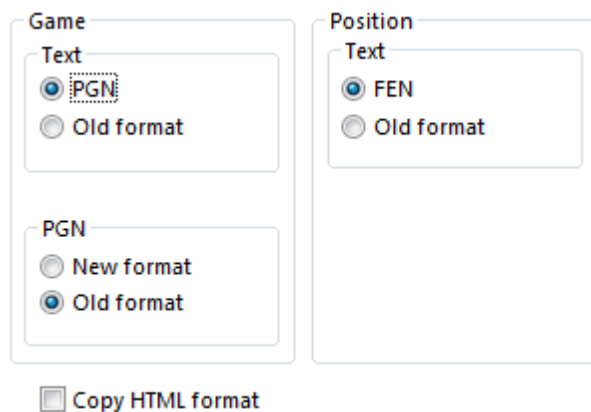 Game
Text
PGN
Old format
PGN
New format
Old format
Position
Text
FEN
Old format
Copy HTML format